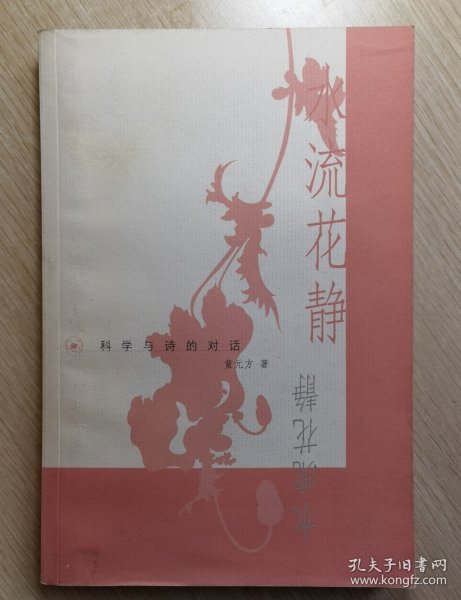 水流花静
科学与诗的对话
童元方 著
水流花静
孔夫子旧书网
www.kongfz.com